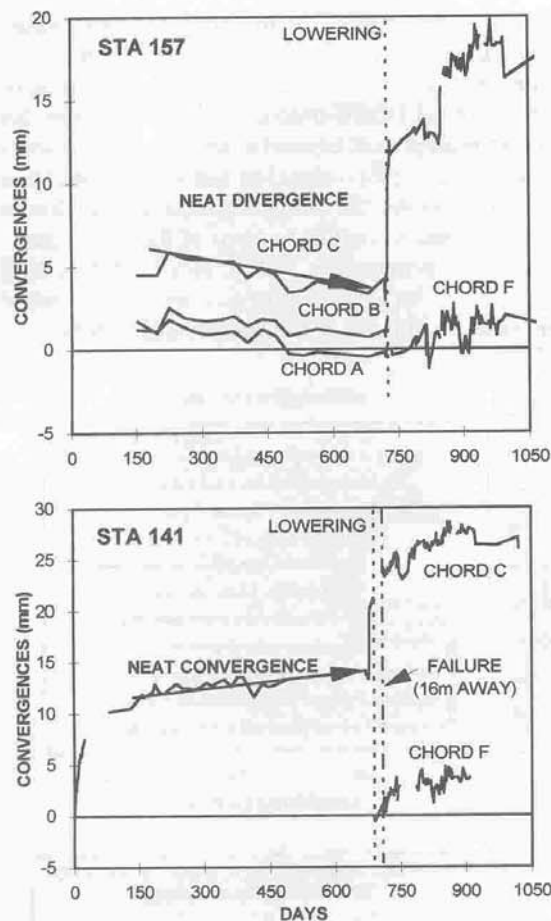 20
STA 157
LOWERING
15
10
CONVERGENCES (mm)
NEAT DIVERGENCE
CHORD C
5
CHORD B
CHORD F
0
CHORD A
-5
0 150 300 450 600 750 900 1050
30
STA 141
LOWERING
25
CHORD C
20
CONVERGENCES (mm)
15
NEAT CONVERGENCE
FAILURE
(16m AWAY)
10
5
CHORD F
0
-5
0 150 300 450 600 750 900 1050
DAYS